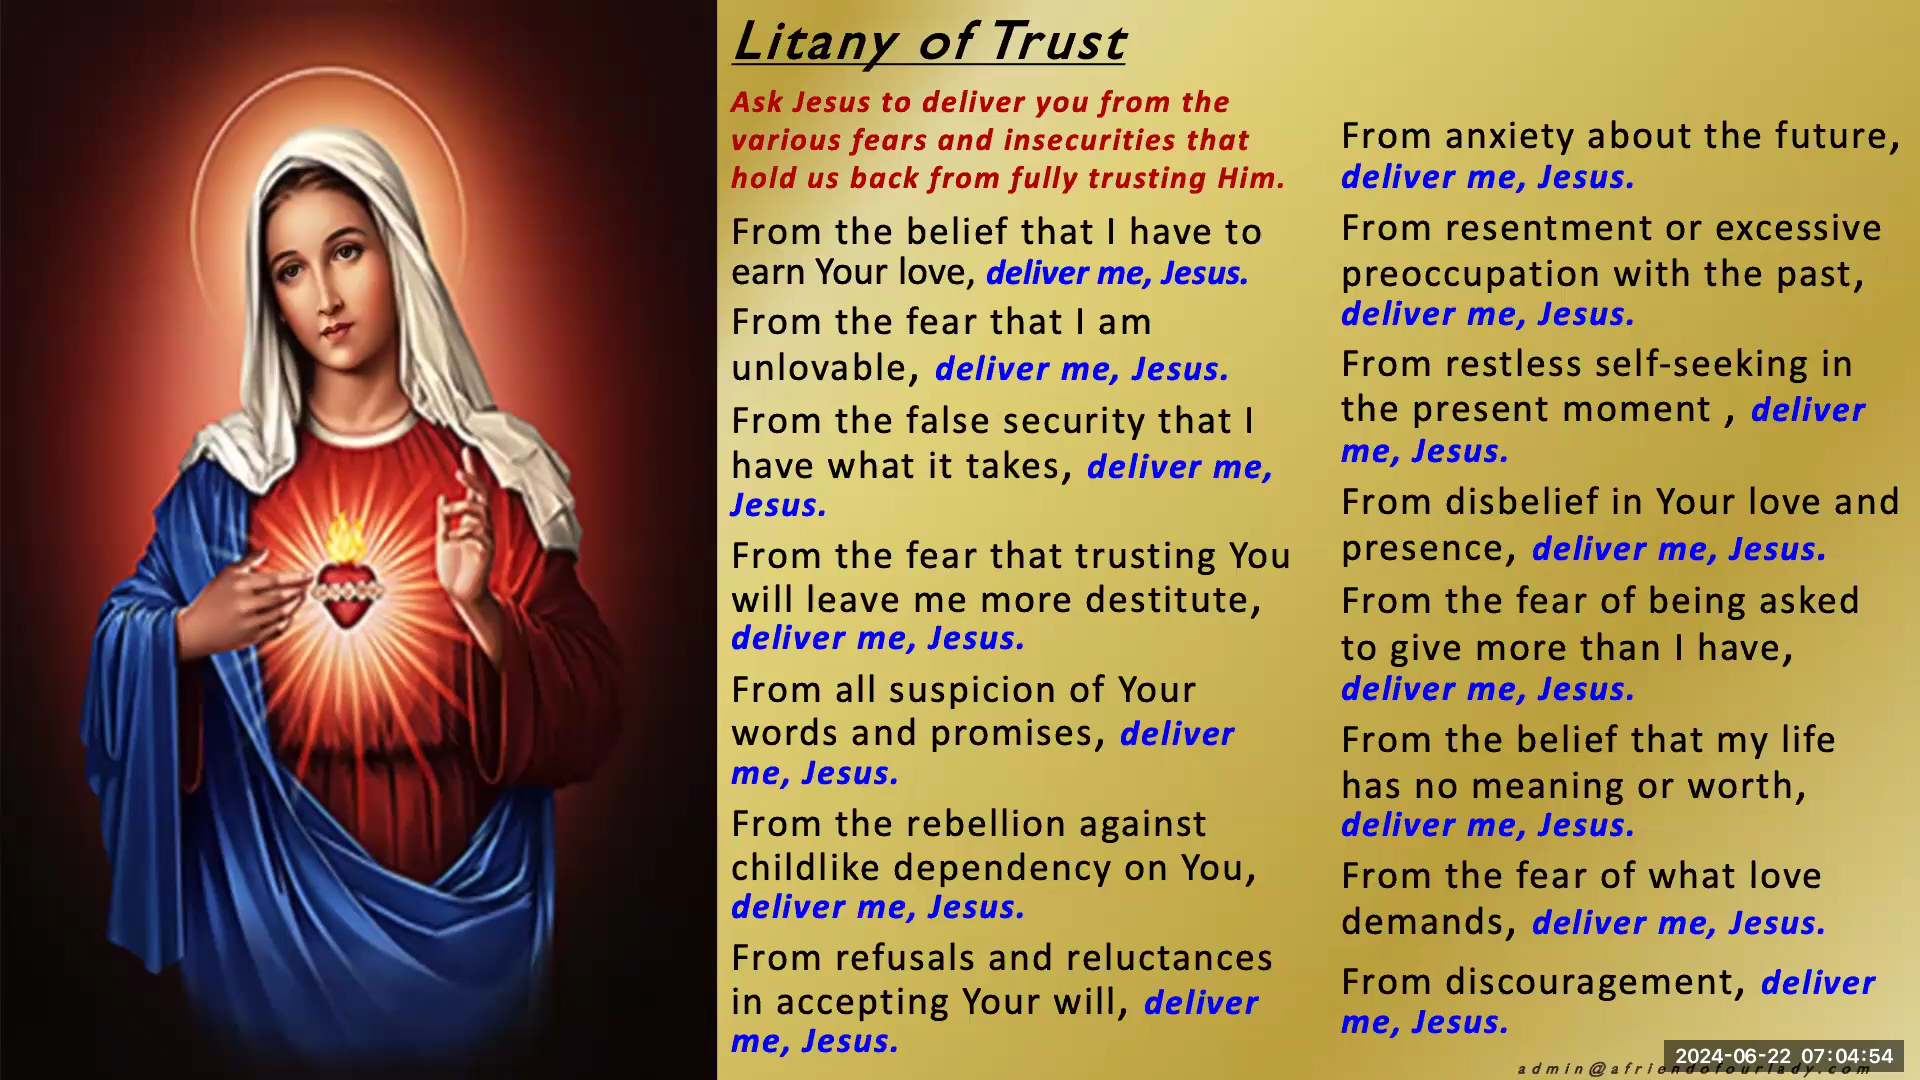 Litany of Trust
Ask Jesus to deliver you from the
various fears and insecurities that
hold us back from fully trusting Him.
From the belief that I have to
earn Your love, deliver me, Jesus.
From the fear that I am
unlovable, deliver me, Jesus.
From the false security that I
have what it takes, deliver me,
Jesus.
From the fear that trusting You
will leave me more destitute,
deliver me, Jesus.
From all suspicion of Your
words and promises, deliver
me, Jesus.
From the rebellion against
childlike dependency on You,
deliver me, Jesus.
From refusals and reluctances
in accepting Your will, deliver
me, Jesus.
From anxiety about the future,
deliver me, Jesus.
From resentment or excessive
preoccupation with the past,
deliver me, Jesus.
From restless self-seeking in
the present moment , deliver
me, Jesus.
From disbelief in Your love and
presence, deliver me, Jesus.
From the fear of being asked
to give more than I have,
deliver me, Jesus.
From the belief that my life
has no meaning or worth,
deliver me, Jesus.
From the fear of what love
demands, deliver me, Jesus.
From discouragement, deliver
me, Jesus.
2024-06-22 07:04:54
admin@afriendofourlady.com